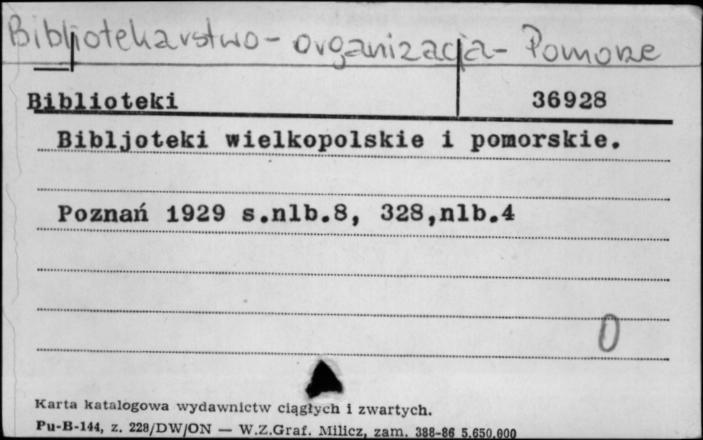 Bibljotekarstwo - organizacja - Pomorze
Biblioteki 36928
Bibljoteki wielkopolskie i pomorskie.
Poznań 1929 s.nlb.8, 328,nlb.4
0
Karta katalogowa wydawnictw ciągłych i zwartych.
Pu-B-144, z. 228/DW/ON — W.Z.Graf. Milicz, zam. 388-86 5.650,000